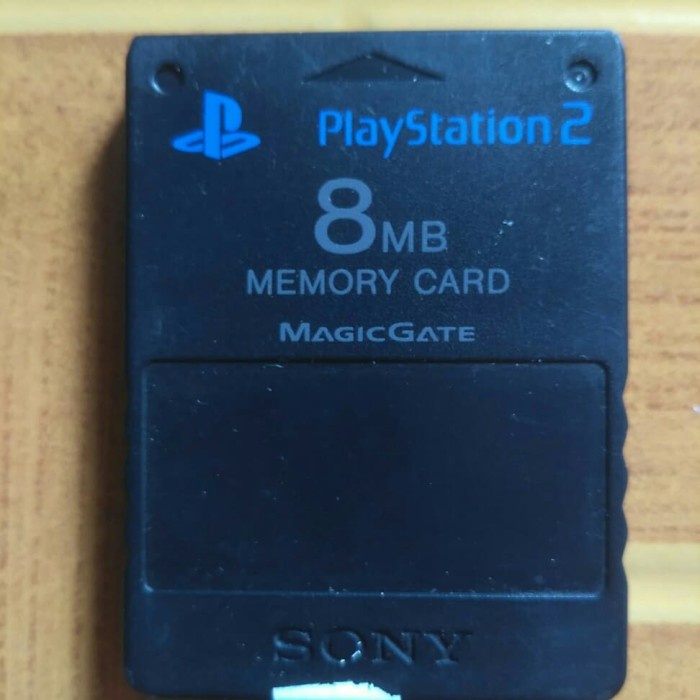 PlayStation 2
8MB
MEMORY CARD
MAGICGATE
SONY